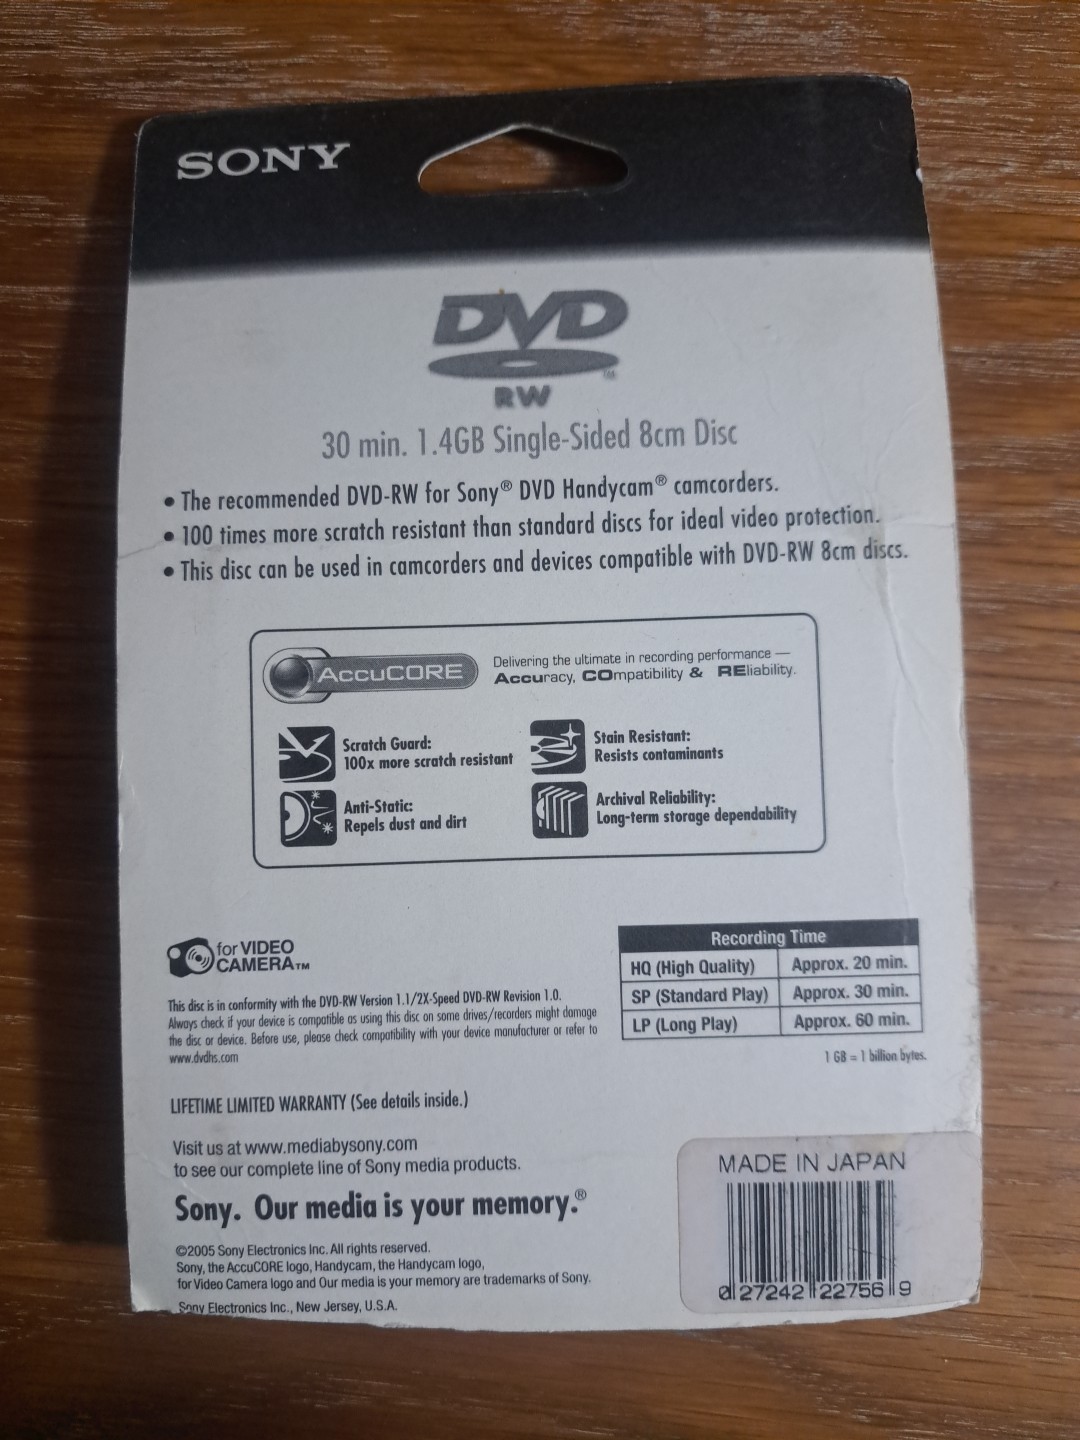 SONY
DVD
RW
30 min. 1.4GB Single-Sided 8cm Disc
• The recommended DVD-RW for Sony® DVD Handycam® camcorders.
• 100 times more scratch resistant than standard discs for ideal video protection.
• This disc can be used in camcorders and devices compatible with DVD-RW 8cm discs.
AccuCORE
Delivering the ultimate in recording performance —
Accuracy, COmpatibility & REliability.
Scratch Guard:
100x more scratch resistant
Stain Resistant:
Resists contaminants
Anti-Static:
Repels dust and dirt
Archival Reliability:
Long-term storage dependability
for VIDEO
CAMERA™
This disc is in conformity with the DVD-RW Version 1.1/2X-Speed DVD-RW Revision 1.0.
Always check if your device is compatible as using this disc on some drives/recorders might damage
the disc or device. Before use, please check compatibility with your device manufacturer or refer to
www.dvdhs.com
Recording Time
HQ (High Quality) Approx. 20 min.
SP (Standard Play) Approx. 30 min.
LP (Long Play) Approx. 60 min.
1 GB = 1 billion bytes.
LIFETIME LIMITED WARRANTY (See details inside.)
Visit us at www.mediabysony.com
to see our complete line of Sony media products.
Sony. Our media is your memory.®
©2005 Sony Electronics Inc. All rights reserved.
Sony, the AccuCORE logo, Handycam, the Handycam logo,
for Video Camera logo and Our media is your memory are trademarks of Sony.
Sony Electronics Inc., New Jersey, U.S.A.
MADE IN JAPAN
0 27242 22756 9